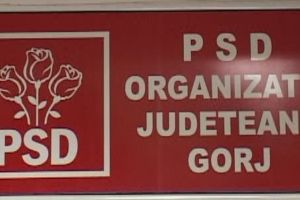 PSD
P S D
ORGANIZAT
JUDETEAN
GORJ